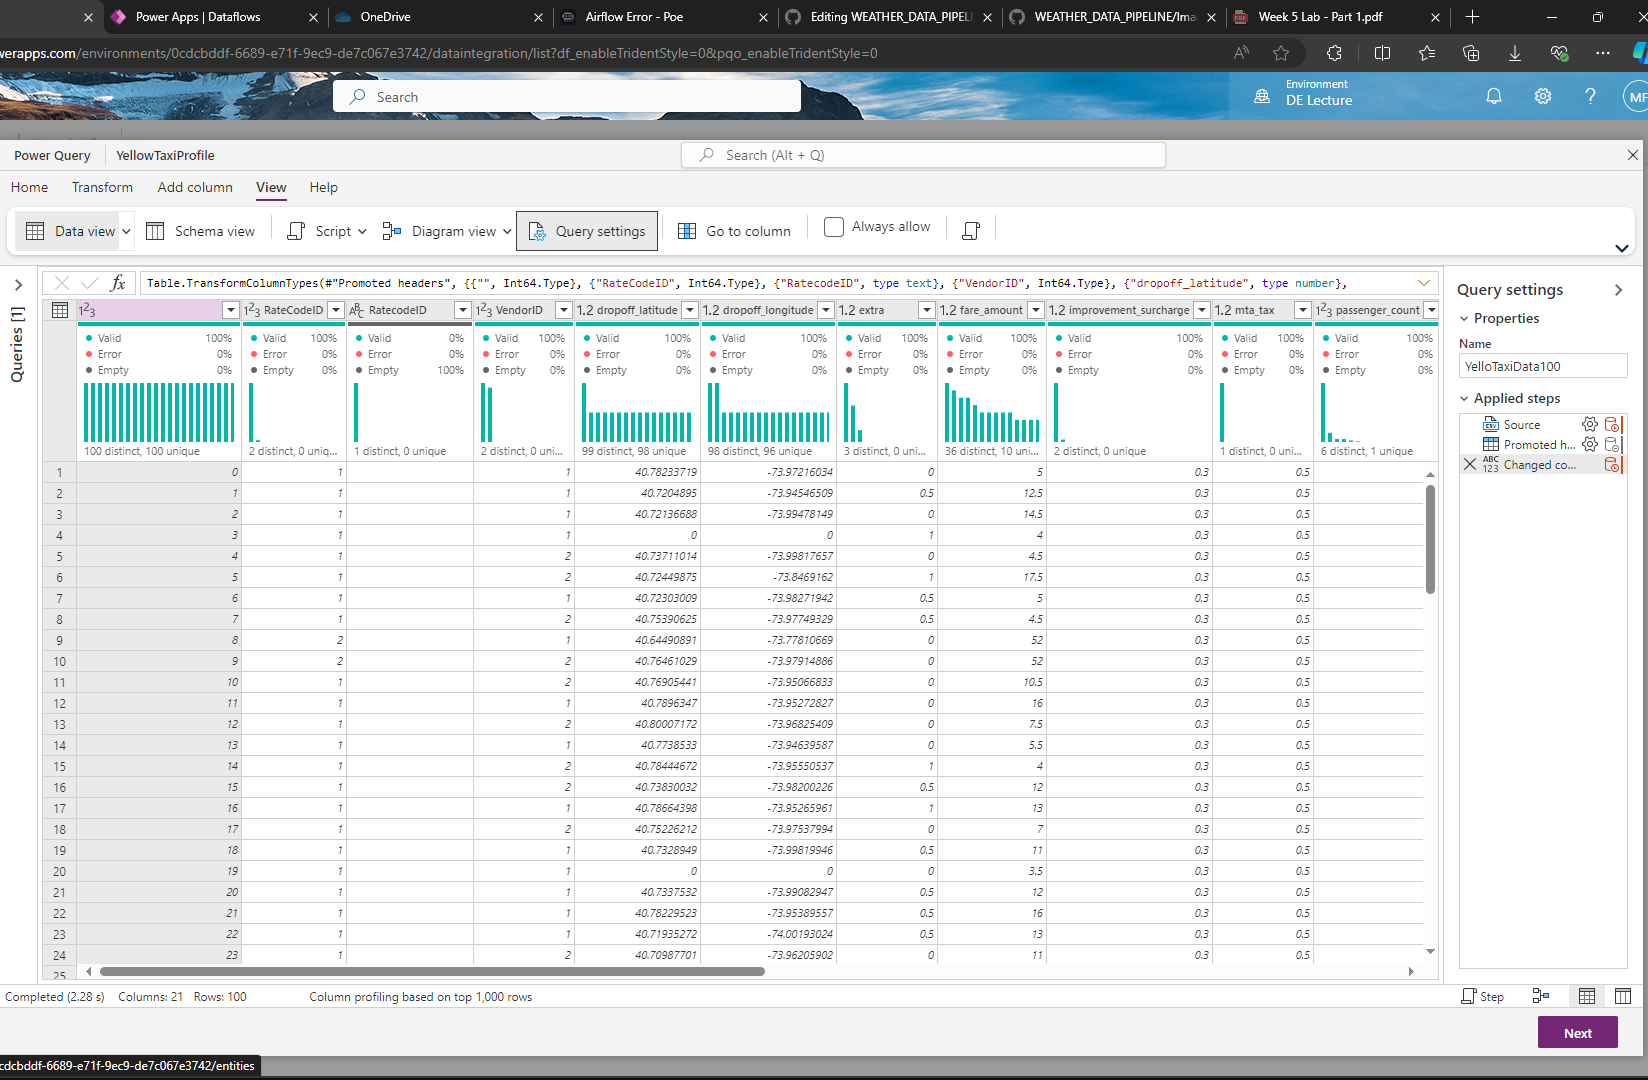 Power Apps | Dataflows
OneDrive
Airflow Error - Poe
Editing WEATHER_DATA_PIPEL
WEATHER_DATA_PIPELINE/Ima
Week 5 Lab - Part 1.pdf
werapps.com/environments/0cdcbddf-6689-e71f-9ec9-de7c067e3742/dataintegration/list?df_enableTridentStyle=0&pqo_enableTridentStyle=0
Search
Environment
DE Lecture
MF
Power Query
YellowTaxiProfile
Search (Alt + Q)
Home Transform Add column View Help
Data view Schema view Script Diagram view Query settings Go to column Always allow
Queries [1]
fx Table.TransformColumnTypes(#"Promoted headers", {{"", Int64.Type}, {"RateCodeID", Int64.Type}, {"RatecodeID", type text}, {"VendorID", Int64.Type}, {"dropoff_latitude", type number},
RateCodeID RatecodeID VendorID 1.2 dropoff_latitude 1.2 dropoff_longitude 1.2 extra 1.2 fare_amount 1.2 improvement_surcharge 1.2 mta_tax passenger_count
Valid 100% Valid 100% Valid 0% Valid 100% Valid 100% Valid 100% Valid 100% Valid 100% Valid 100% Valid 100% Valid 100%
Error 0% Error 0% Error 0% Error 0% Error 0% Error 0% Error 0% Error 0% Error 0% Error 0% Error 0%
Empty 0% Empty 0% Empty 100% Empty 0% Empty 0% Empty 0% Empty 0% Empty 0% Empty 0% Empty 0% Empty 0%
100 distinct, 100 unique 2 distinct, 0 uniq... 1 distinct, 0 unique 2 distinct, 0 uni... 99 distinct, 98 unique 98 distinct, 96 unique 3 distinct, 0 uni... 36 distinct, 10 uni... 2 distinct, 0 unique 1 distinct, 0 uni... 6 distinct, 1 unique
1 0 1 1 40.78233719 -73.97216034 0 5 0.3 0.5
2 1 1 1 40.7204895 -73.94546509 0.5 12.5 0.3 0.5
3 2 1 1 40.72136688 -73.99478149 0 14.5 0.3 0.5
4 3 1 1 0 0 1 4 0.3 0.5
5 4 1 2 40.73711014 -73.99817657 0 4.5 0.3 0.5
6 5 1 2 40.72449875 -73.8469162 1 17.5 0.3 0.5
7 6 1 1 40.72303009 -73.98271942 0.5 5 0.3 0.5
8 7 1 2 40.75390625 -73.97749329 0.5 4.5 0.3 0.5
9 8 2 1 40.64490891 -73.77810669 0 52 0.3 0.5
10 9 2 2 40.76461029 -73.97914886 0 52 0.3 0.5
11 10 1 2 40.76905441 -73.95066833 0 10.5 0.3 0.5
12 11 1 1 40.7896347 -73.95272827 0 16 0.3 0.5
13 12 1 2 40.80007172 -73.96825409 0 7.5 0.3 0.5
14 13 1 1 40.7738533 -73.94639587 0 5.5 0.3 0.5
15 14 1 2 40.78444672 -73.95550537 1 4 0.3 0.5
16 15 1 2 40.73830032 -73.98200226 0.5 12 0.3 0.5
17 16 1 1 40.78664398 -73.95265961 1 13 0.3 0.5
18 17 1 2 40.75226212 -73.97537994 0 7 0.3 0.5
19 18 1 1 40.7328949 -73.99819946 0.5 11 0.3 0.5
20 19 1 1 0 0 0 3.5 0.3 0.5
21 20 1 1 40.7337532 -73.99082947 0.5 12 0.3 0.5
22 21 1 1 40.78229523 -73.95389557 0.5 16 0.3 0.5
23 22 1 1 40.71935272 -74.00193024 0.5 13 0.3 0.5
24 23 1 2 40.70987701 -73.96205902 0 11 0.3 0.5
25
Query settings
Properties
Name
YelloTaxiData100
Applied steps
Source
Promoted h...
Changed co...
Completed (2.28 s) Columns: 21 Rows: 100 Column profiling based on top 1,000 rows
Step
Next
cdcbddf-6689-e71f-9ec9-de7c067e3742/entities